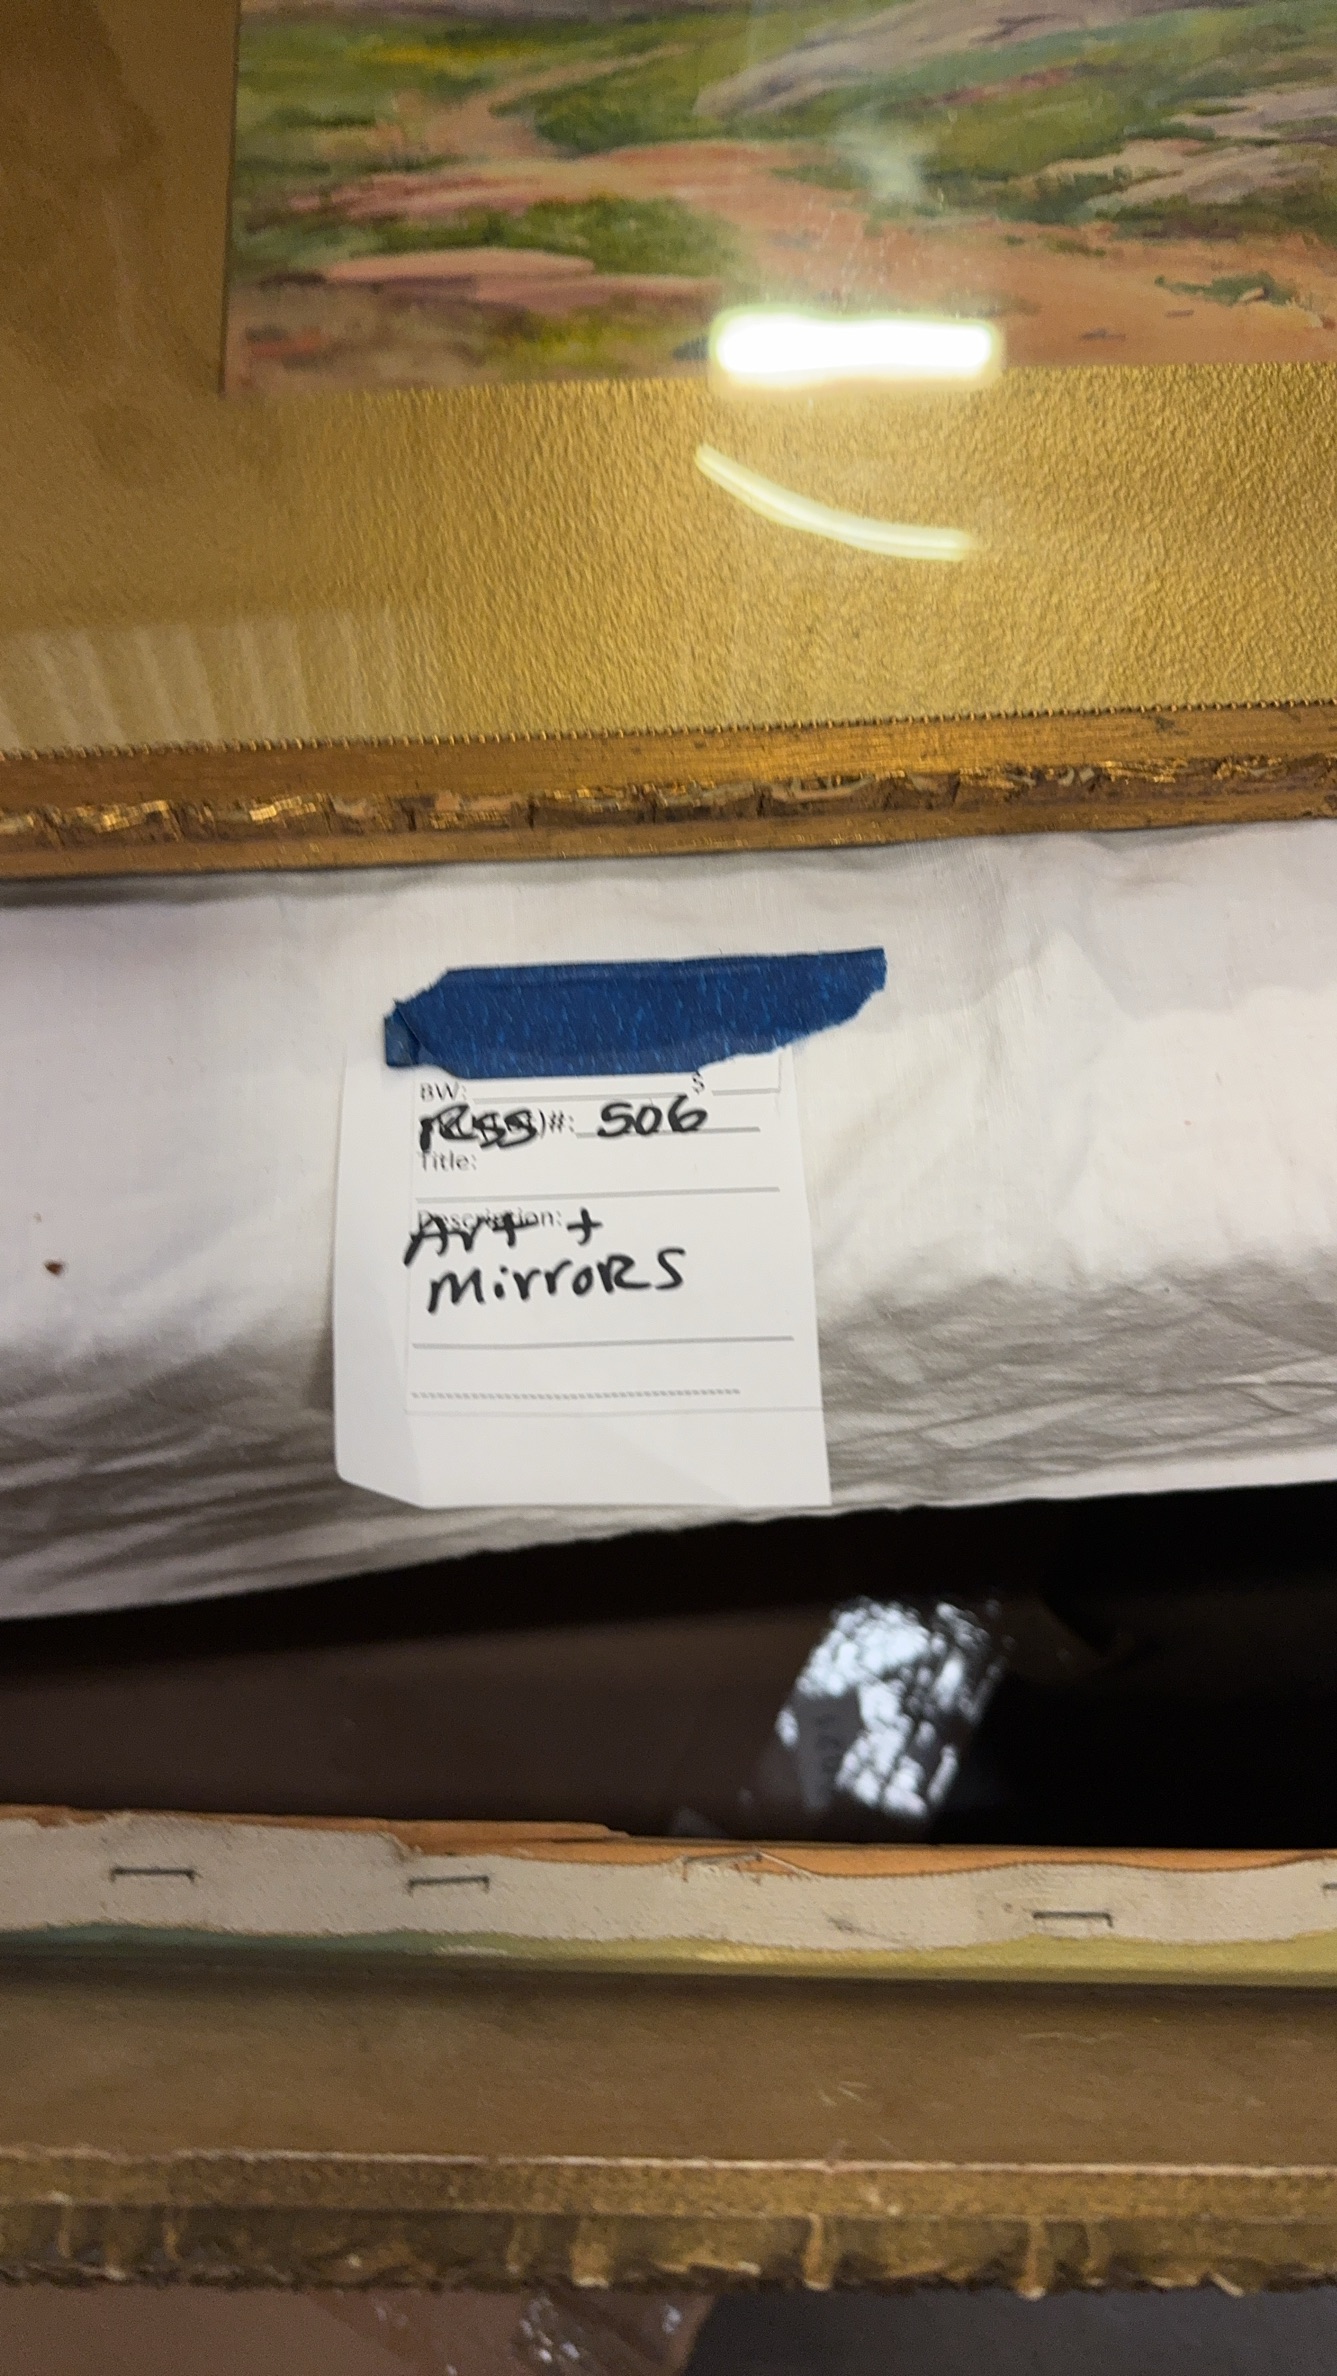 BW: $
#: 506
Title:
Description:
Art +
MirroRS